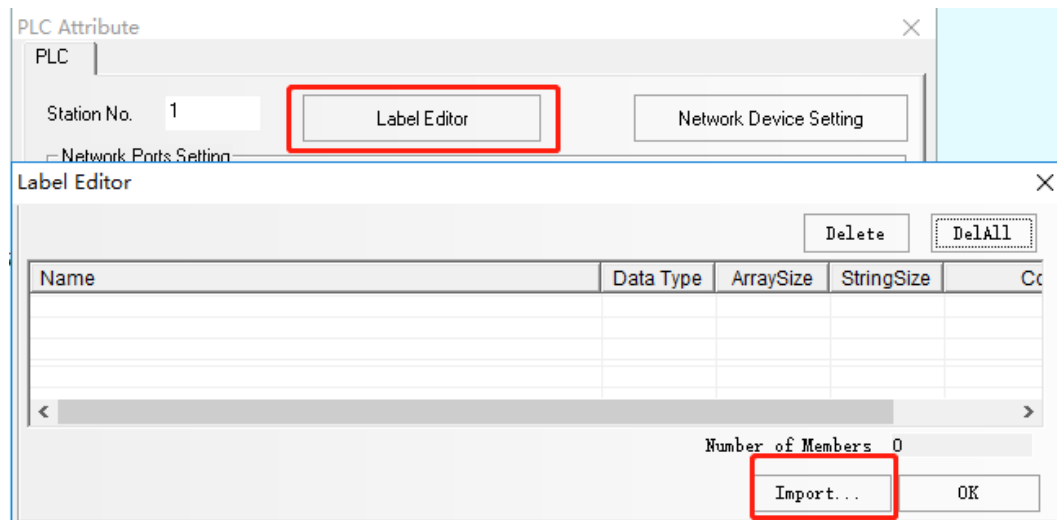 PLC Attribute
PLC
Station No. 1 Label Editor Network Device Setting
Network Ports Setting
Label Editor
Delete DelAll
Name Data Type ArraySize StringSize Co
Number of Members 0
Import... OK